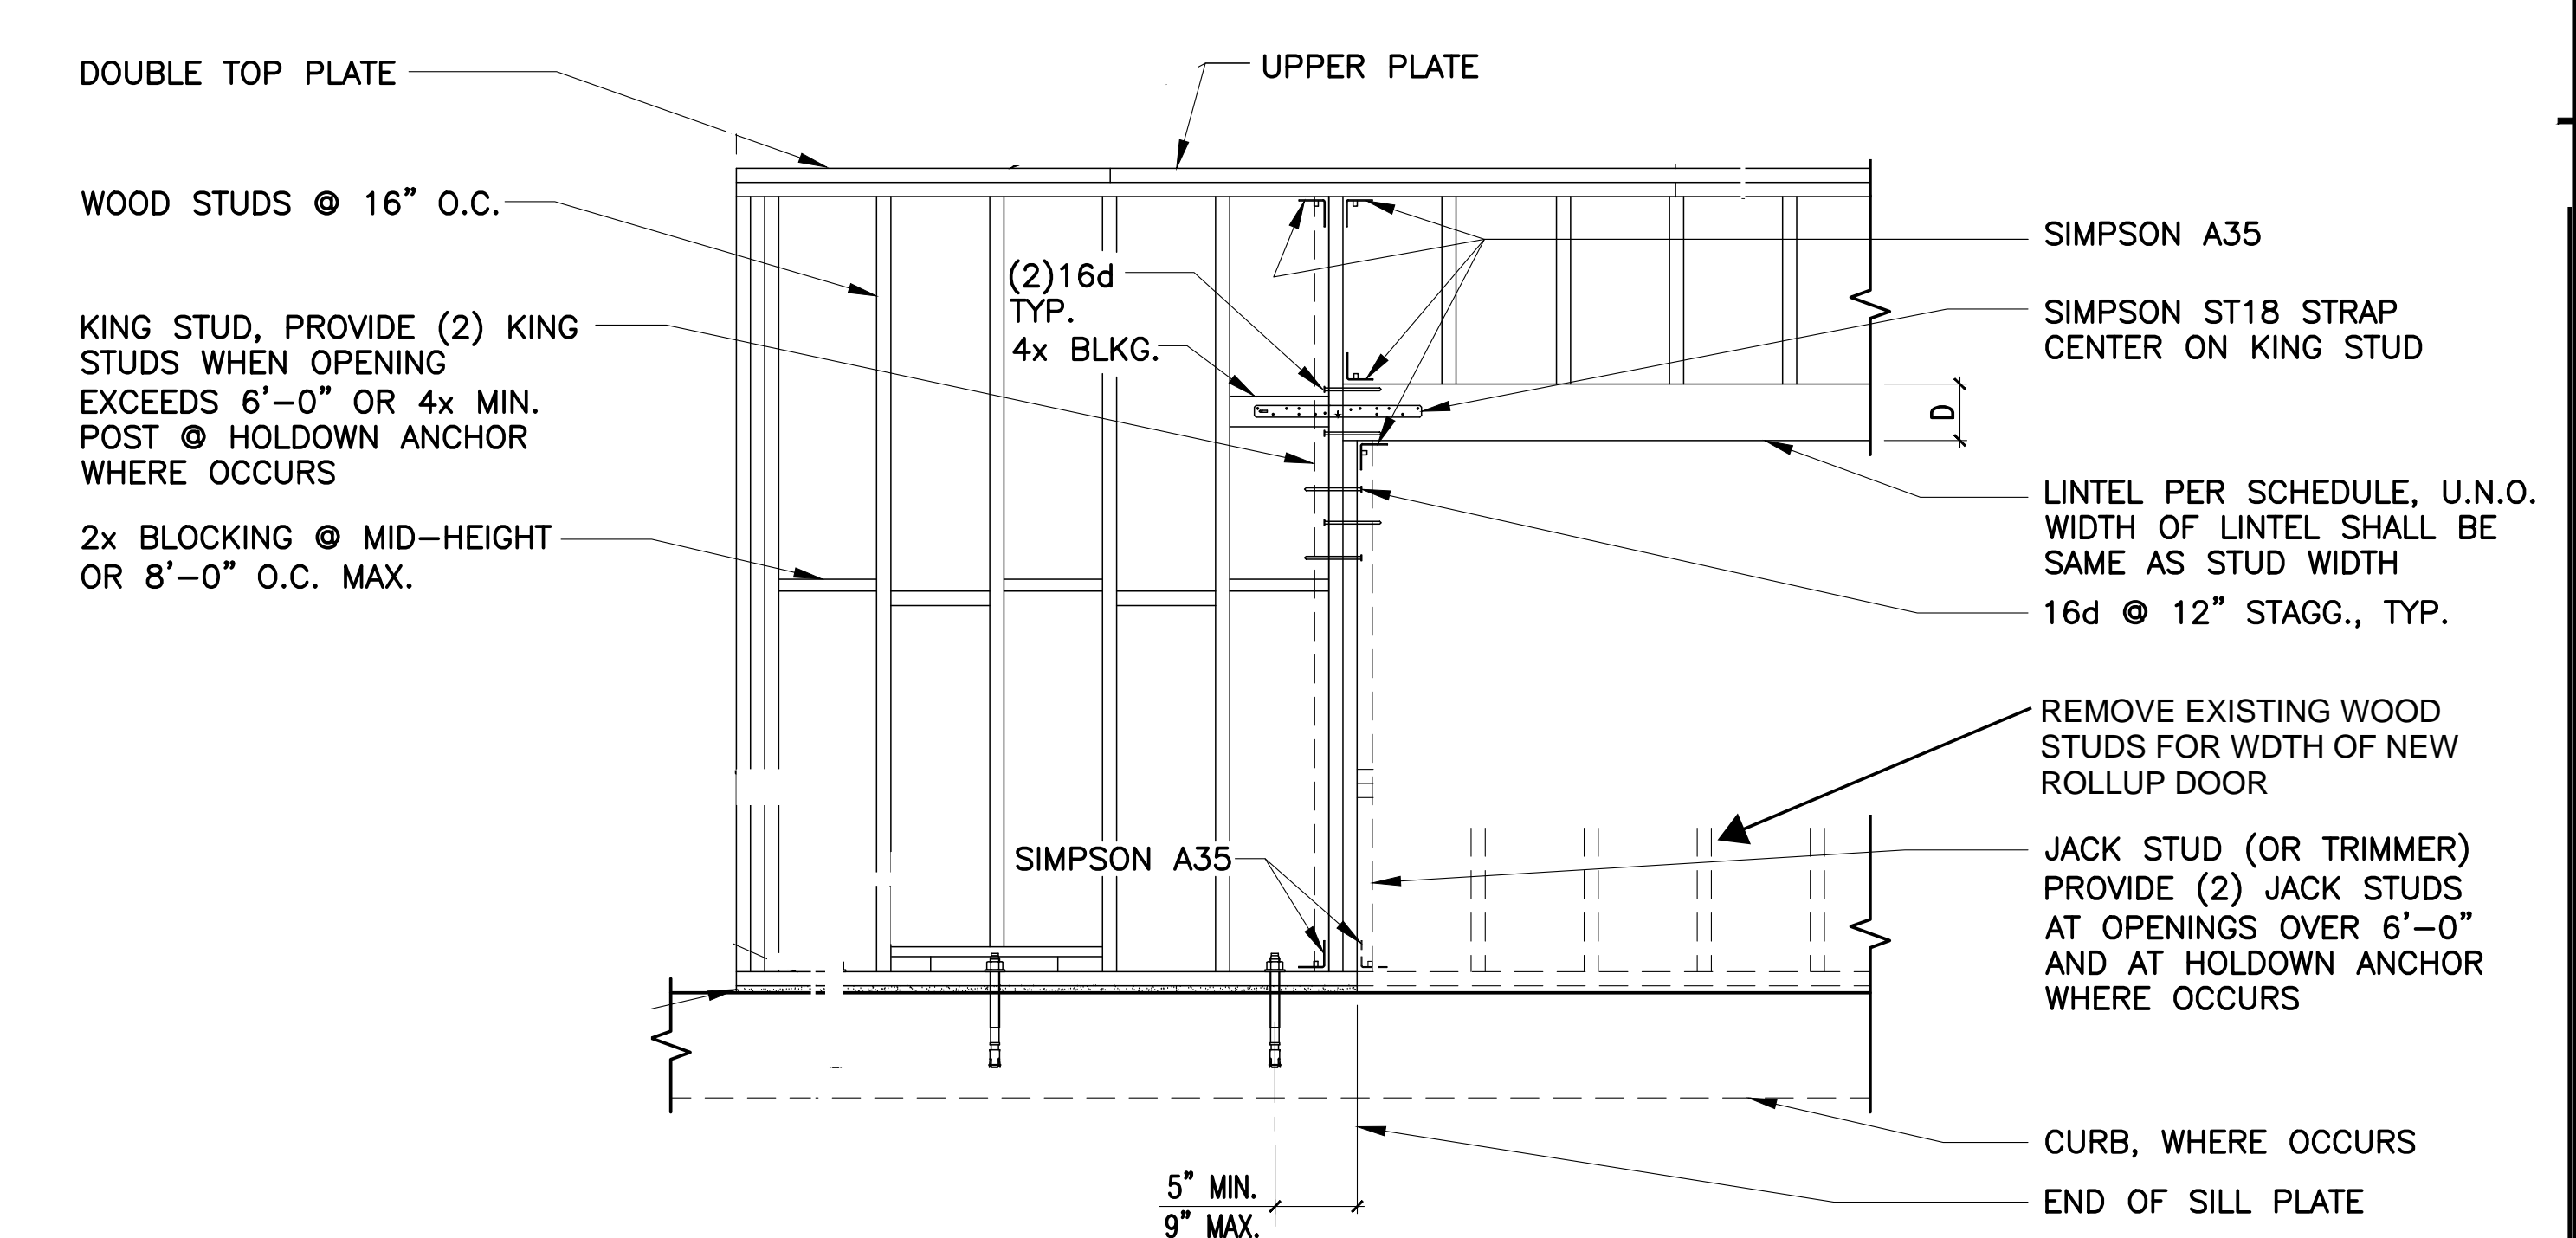 DOUBLE TOP PLATE
UPPER PLATE
WOOD STUDS @ 16" O.C.
KING STUD, PROVIDE (2) KING
STUDS WHEN OPENING
EXCEEDS 6'-0" OR 4x MIN.
POST @ HOLDOWN ANCHOR
WHERE OCCURS
2x BLOCKING @ MID-HEIGHT
OR 8'-0" O.C. MAX.
(2)16d
TYP.
4x BLKG.
SIMPSON A35
SIMPSON A35
SIMPSON ST18 STRAP
CENTER ON KING STUD
D
LINTEL PER SCHEDULE, U.N.O.
WIDTH OF LINTEL SHALL BE
SAME AS STUD WIDTH
16d @ 12" STAGG., TYP.
REMOVE EXISTING WOOD
STUDS FOR WDTH OF NEW
ROLLUP DOOR
JACK STUD (OR TRIMMER)
PROVIDE (2) JACK STUDS
AT OPENINGS OVER 6'-0"
AND AT HOLDOWN ANCHOR
WHERE OCCURS
CURB, WHERE OCCURS
END OF SILL PLATE
5" MIN.
9" MAX.